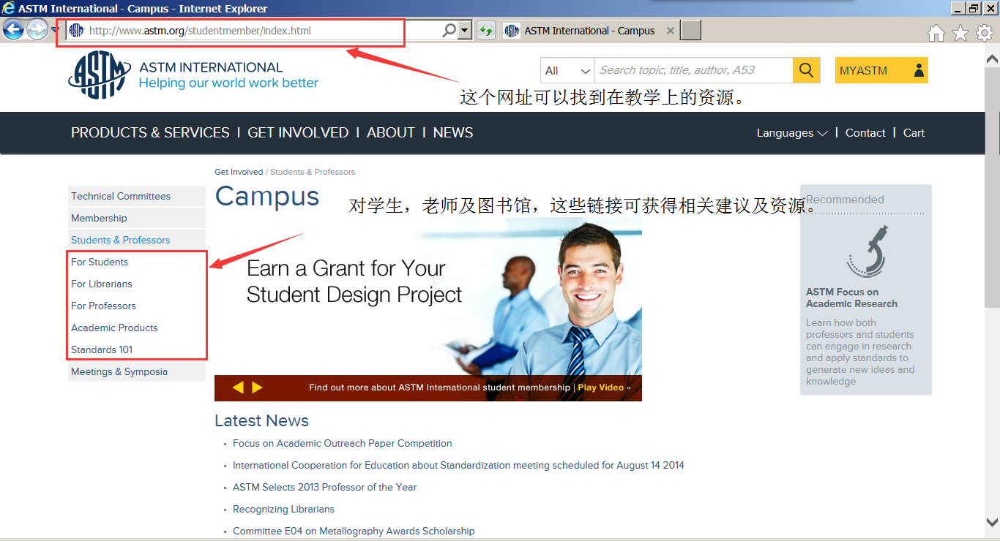 ASTM International - Campus - Internet Explorer
http://www.astm.org/studentmember/index.html
ASTM International - Campus
ASTM
ASTM INTERNATIONAL
Helping our world work better
All
Search topic, title, author, A53
MYASTM
这个网址可以找到在教学上的资源。
PRODUCTS & SERVICES | GET INVOLVED | ABOUT | NEWS
Languages | Contact | Cart
Get Involved / Students & Professors
Campus
对学生，老师及图书馆，这些链接可获得相关建议及资源。
Technical Committees
Membership
Students & Professors
For Students
For Librarians
For Professors
Academic Products
Standards 101
Meetings & Symposia
Earn a Grant for Your
Student Design Project
Find out more about ASTM International student membership | Play Video »
Recommended
ASTM Focus on
Academic Research
Learn how both
professors and students
can engage in research
and apply standards to
generate new ideas and
knowledge
Latest News
• Focus on Academic Outreach Paper Competition
• International Cooperation for Education about Standardization meeting scheduled for August 14 2014
• ASTM Selects 2013 Professor of the Year
• Recognizing Librarians
• Committee E04 on Metallography Awards Scholarship